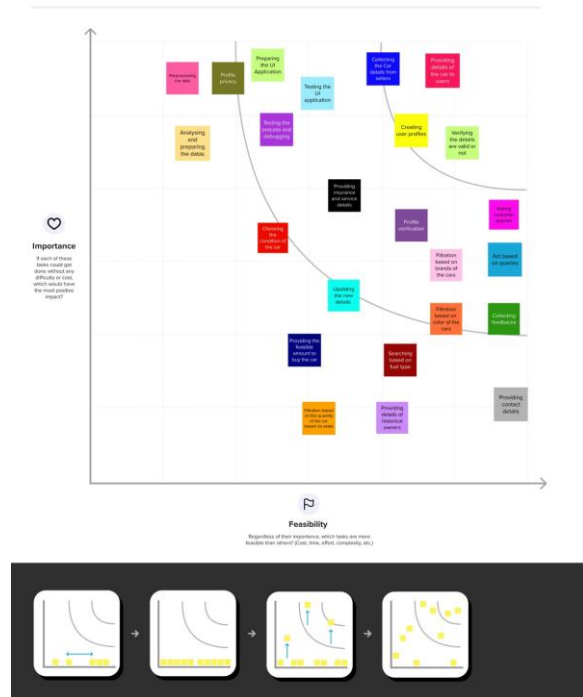 Preprocessing
the data
Profile
privacy
Preparing
the UI
Application
Testing the
UI
application
Collecting
the Car
details from
sellers
Providing
details of
the car to
users
Analysing
and
preparing
the datas
Testing the
process and
debugging
Creating
user profiles
Verifying
the details
are valid or
not
Providing
insurance
and service
details
Profile
verification
Asking
customer
queries
Checking
the
condition of
the car
Filtration
based on
brands of
the cars
Act based
on queries
Importance
If each of these
tasks could get
done without any
difficulty or cost,
which would have
the most positive
impact?
Updating
the new
details
Filtration
based on
color of the
cars
Collecting
feedbacks
Providing the
feasible
amount to
buy the car
Searching
based on
fuel type
Filtration based
on the quantity
of the car
based on
Providing
details of
historical
owners
Providing
contact
details
Feasibility
Regardless of their importance, which tasks are more
feasible than others? (Cost, time, effort, complexity, etc.)